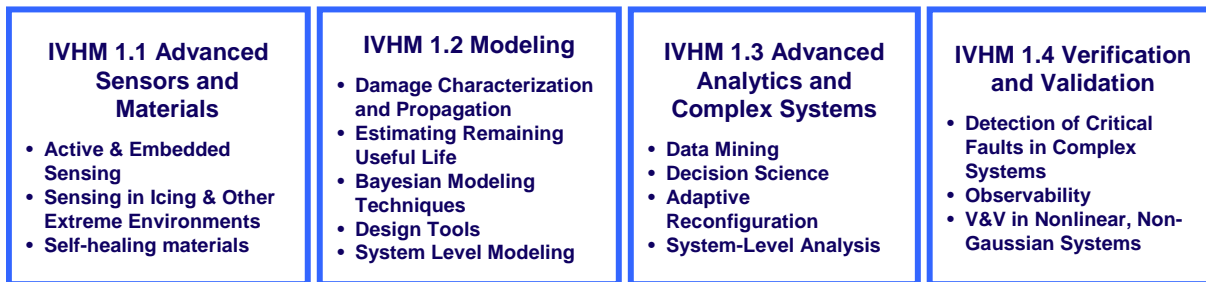 IVHM 1.1 Advanced
Sensors and
Materials
• Active & Embedded
Sensing
• Sensing in Icing & Other
Extreme Environments
• Self-healing materials
IVHM 1.2 Modeling
• Damage Characterization
and Propagation
• Estimating Remaining
Useful Life
• Bayesian Modeling
Techniques
• Design Tools
• System Level Modeling
IVHM 1.3 Advanced
Analytics and
Complex Systems
• Data Mining
• Decision Science
• Adaptive
Reconfiguration
• System-Level Analysis
IVHM 1.4 Verification
and Validation
• Detection of Critical
Faults in Complex
Systems
• Observability
• V&V in Nonlinear, Non-
Gaussian Systems